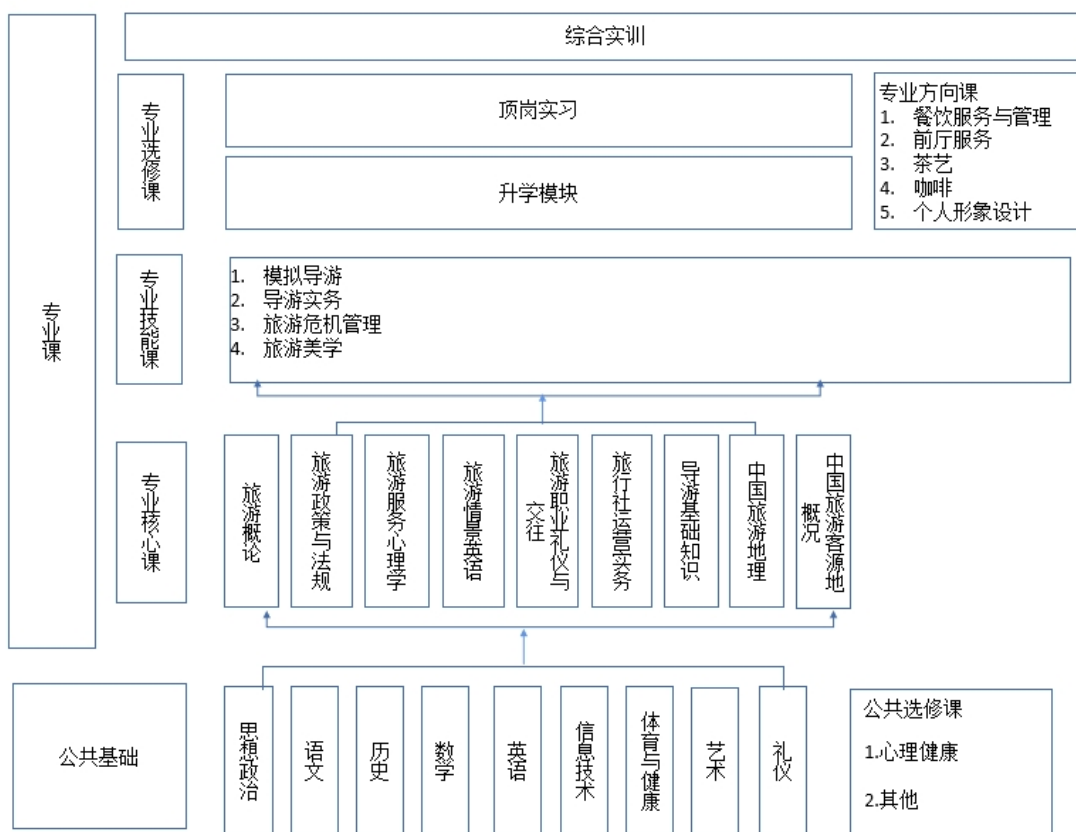 综合实训
专业课
专业选修课
顶岗实习
升学模块
专业方向课
1. 餐饮服务与管理
2. 前厅服务
3. 茶艺
4. 咖啡
5. 个人形象设计
专业技能课
1. 模拟导游
2. 导游实务
3. 旅游危机管理
4. 旅游美学
专业核心课
旅游概论
旅游政策与法规
旅游服务心理学
旅游情景英语
旅游职业礼仪与
交往
旅行社运营实务
导游基础知识
中国旅游地理
中国旅游客源地
概况
公共基础
思想政治
语文
历史
数学
英语
信息技术
体育与健康
艺术
礼仪
公共选修课
1.心理健康
2.其他